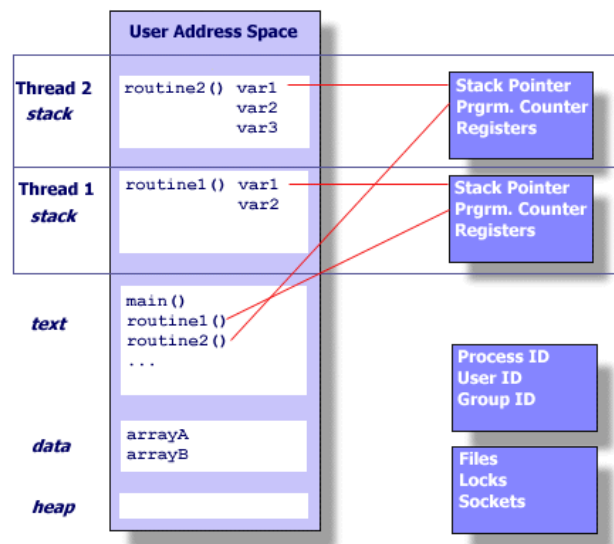 User Address Space
Thread 2
stack
routine2() var1
var2
var3
Stack Pointer
Prgrm. Counter
Registers
Thread 1
stack
routine1() var1
var2
Stack Pointer
Prgrm. Counter
Registers
text
main()
routine1()
routine2()
...
Process ID
User ID
Group ID
data
arrayA
arrayB
Files
Locks
Sockets
heap